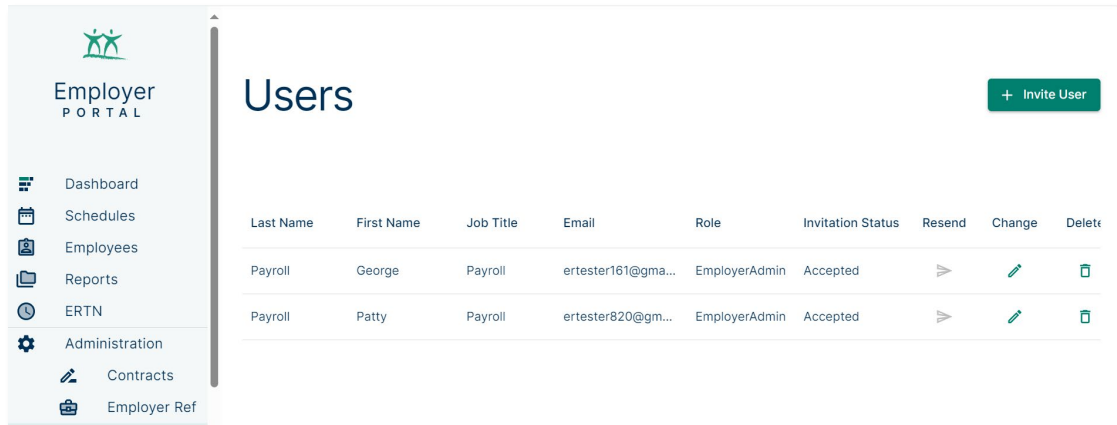 Employer
PORTAL
Dashboard
Schedules
Employees
Reports
ERTN
Administration
Contracts
Employer Ref
Users
+ Invite User
Last Name First Name Job Title Email Role Invitation Status Resend Change Delete
Payroll George Payroll ertester161@gma... EmployerAdmin Accepted
Payroll Patty Payroll ertester820@gm... EmployerAdmin Accepted